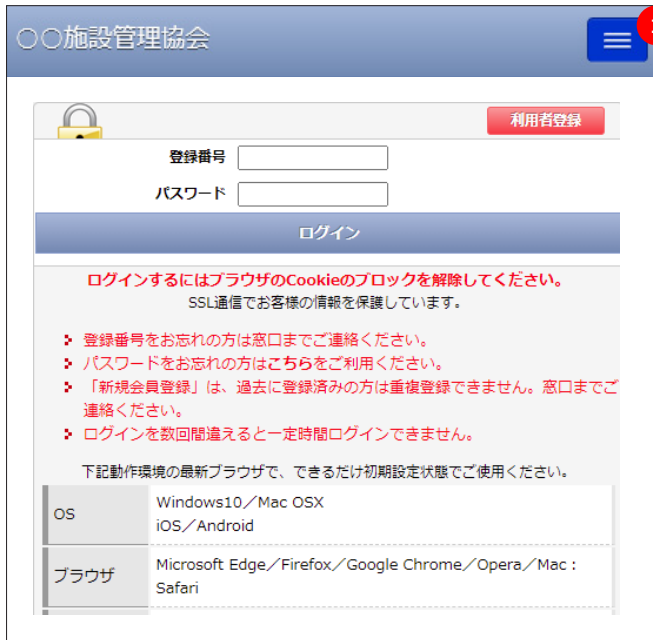 ○○施設管理協会
利用者登録
登録番号
パスワード
ログイン
ログインするにはブラウザのCookieのブロックを解除してください。
SSL通信でお客様の情報を保護しています。
登録番号をお忘れの方は窓口までご連絡ください。
パスワードをお忘れの方はこちらをご利用ください。
「新規会員登録」は、過去に登録済みの方は重複登録できません。窓口までご
連絡ください。
ログインを数回間違えると一定時間ログインできません。
下記動作環境の最新ブラウザで、できるだけ初期設定状態でご使用ください。
OS
Windows10／Mac OSX
iOS／Android
ブラウザ
Microsoft Edge／Firefox／Google Chrome／Opera／Mac：
Safari